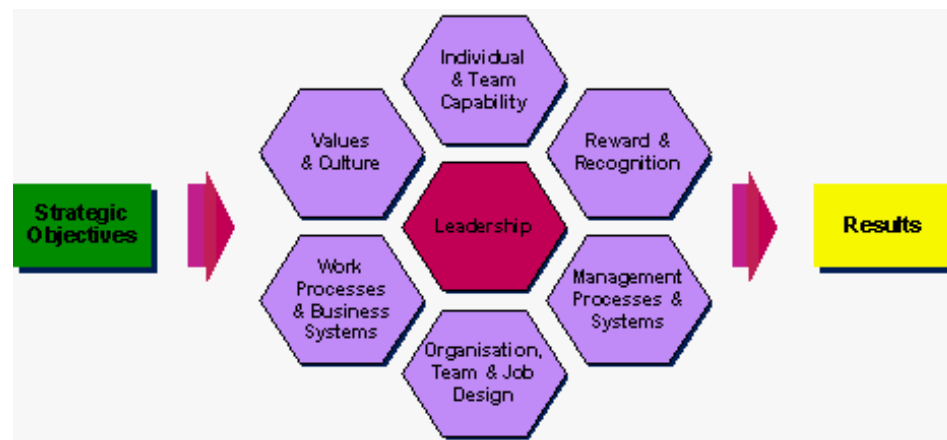 Individual
& Team
Capability
Values
& Culture
Reward &
Recognition
Strategic
Objectives
Leadership
Results
Work
Processes
& Business
Systems
Management
Processes &
Systems
Organisation,
Team & Job
Design